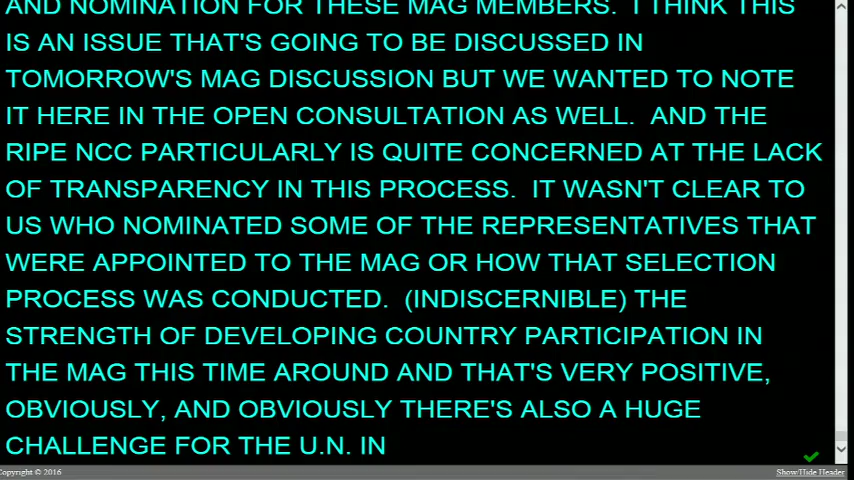 AND NOMINATION FOR THESE MAG MEMBERS.  I THINK THIS
IS AN ISSUE THAT'S GOING TO BE DISCUSSED IN
TOMORROW'S MAG DISCUSSION BUT WE WANTED TO NOTE
IT HERE IN THE OPEN CONSULTATION AS WELL.  AND THE
RIPE NCC PARTICULARLY IS QUITE CONCERNED AT THE LACK
OF TRANSPARENCY IN THIS PROCESS.  IT WASN'T CLEAR TO
US WHO NOMINATED SOME OF THE REPRESENTATIVES THAT
WERE APPOINTED TO THE MAG OR HOW THAT SELECTION
PROCESS WAS CONDUCTED.  (INDISCERNIBLE) THE
STRENGTH OF DEVELOPING COUNTRY PARTICIPATION IN
THE MAG THIS TIME AROUND AND THAT'S VERY POSITIVE,
OBVIOUSLY, AND OBVIOUSLY THERE'S ALSO A HUGE
CHALLENGE FOR THE U.N. IN
Copyright © 2016
Show/Hide Header